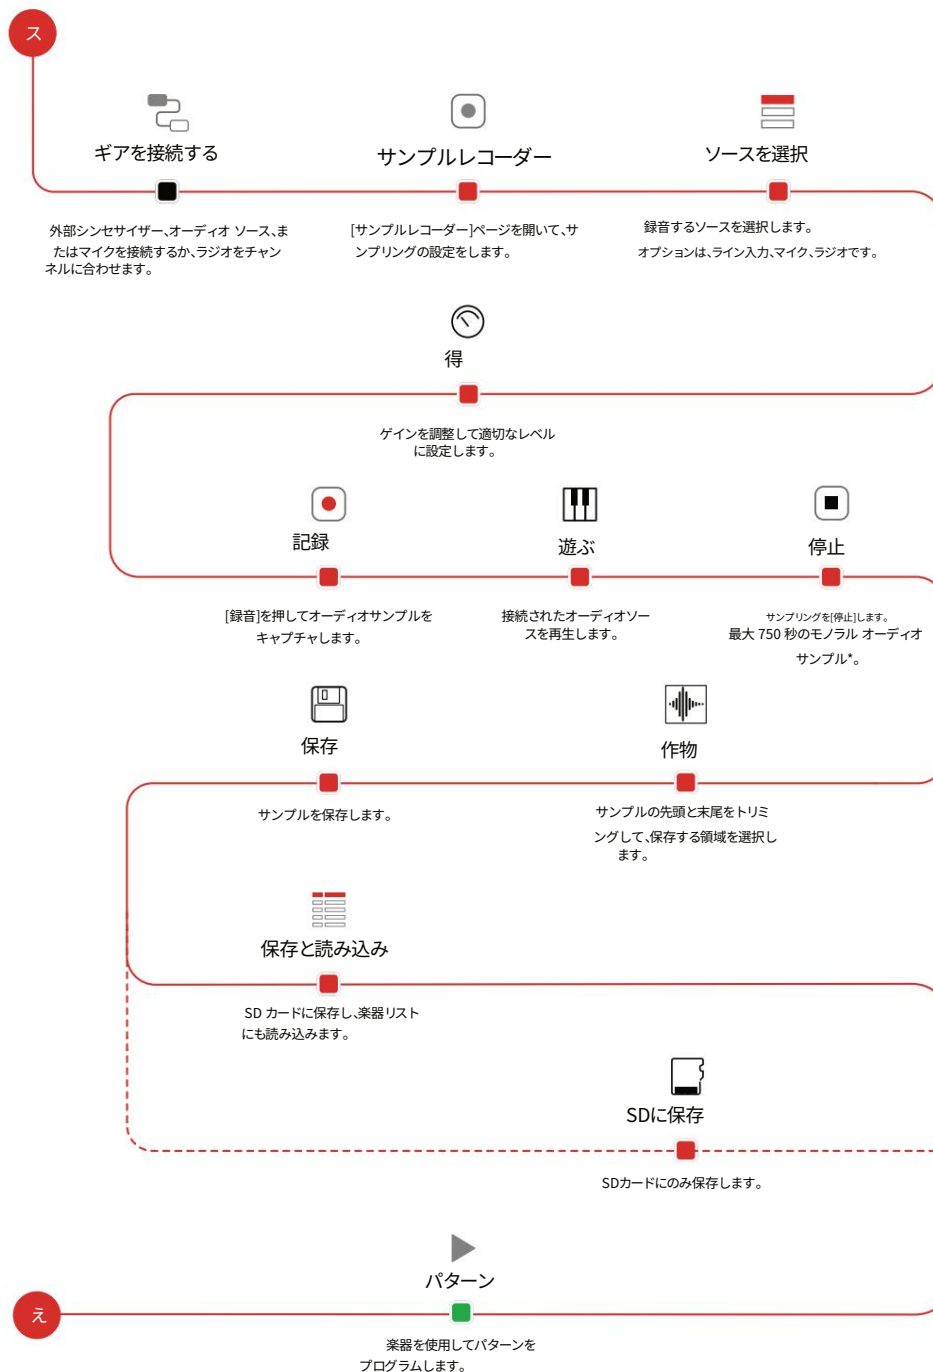 ス
ギアを接続する
サンプルレコーダー
ソースを選択
外部シンセサイザー、オーディオ ソース、ま
たはマイクを接続するか、ラジオをチャン
ネルに合わせます。
[サンプルレコーダー]ページを開いて、サ
ンプリングの設定をします。
録音するソースを選択します。
オプションは、ライン入力、マイク、ラジオです。
得
ゲインを調整して適切なレベル
に設定します。
記録
遊ぶ
停止
[録音]を押してオーディオサンプルを
キャプチャします。
接続されたオーディオソー
スを再生します。
サンプリングを[停止]します。
最大 750 秒のモノラル オーディオ
サンプル*。
保存
作物
サンプルを保存します。
サンプルの先頭と末尾をトリミ
ングして、保存する領域を選択し
ます。
保存と読み込み
SD カードに保存し、楽器リスト
にも読み込みます。
SDに保存
SDカードにのみ保存します。
パターン
え
楽器を使用してパターンを
プログラムします。